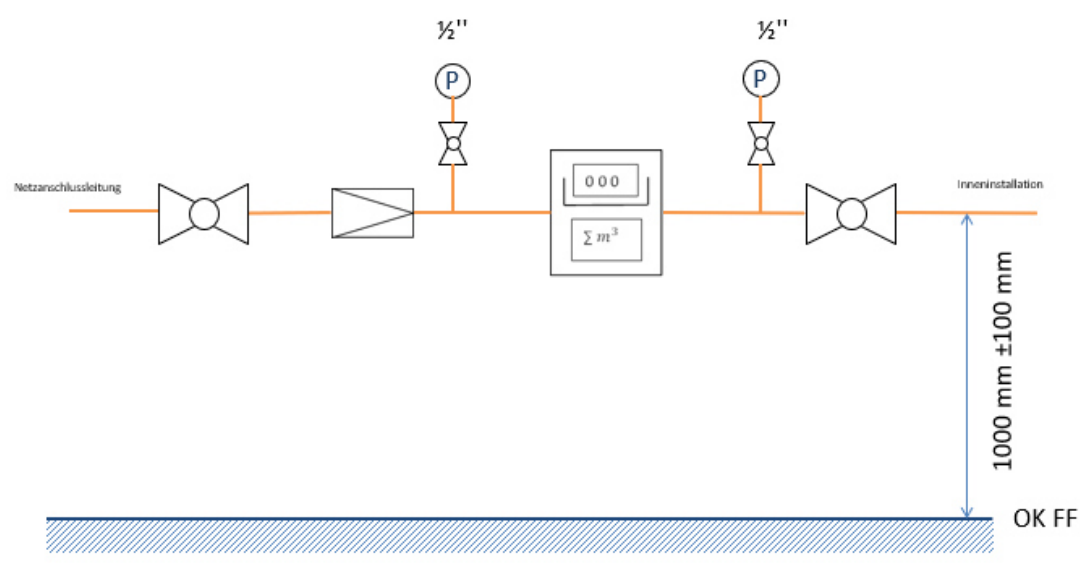 ½" ½"
P P
Netzanschlussleitung
000
Inneninstallation
∑ m³
1000 mm ±100 mm
OK FF